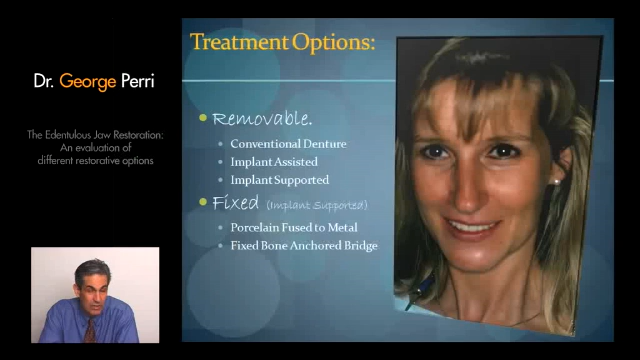 Dr. George Perri
The Edentulous Jaw Restoration:
An evaluation of
different restorative options
Treatment Options:
Removable.
Conventional Denture
Implant Assisted
Implant Supported
Fixed (Implant Supported)
Porcelain Fused to Metal
Fixed Bone Anchored Bridge